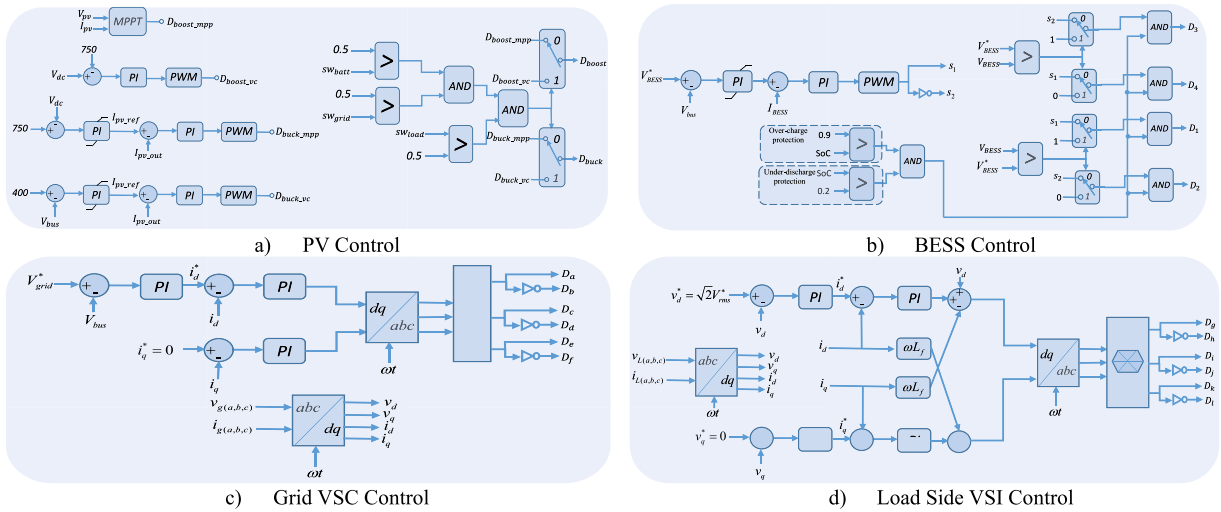 V_pv
I_pv
MPPT
D_boost_mpp
750
V_dc
+
-
PI
PWM
D_boost_vc
V_dc
750
+
-
PI
I_pv_ref
+
-
I_pv_out
PI
PWM
D_buck_mpp
400
+
-
V_bus
PI
I_pv_ref
+
-
I_pv_out
PI
PWM
D_buck_vc
0.5
sw_batt
>
0.5
sw_grid
>
AND
sw_load
0.5
>
AND
D_boost_mpp
0
D_boost_vc
1
D_boost
D_buck_mpp
0
D_buck_vc
1
D_buck
a) PV Control
V*_BESS
+
-
V_bus
PI
+
-
I_BESS
PI
PWM
s_1
s_2
Over-charge
protection
0.9
SoC
>
Under-discharge
protection
SoC
0.2
>
AND
V*_BESS
V_BESS
>
s_2
0
1
1
AND
D_3
s_1
0
0
1
AND
D_4
V_BESS
V*_BESS
>
s_1
0
1
1
AND
D_1
s_2
0
0
1
AND
D_2
b) BESS Control
V*_grid
+
-
V_bus
PI
i*_d
+
-
i_d
PI
i*_q = 0
+
-
i_q
PI
dq
abc
ωt
D_a
D_b
D_c
D_d
D_e
D_f
v_g(a,b,c)
i_g(a,b,c)
abc
dq
v_d
v_q
i_d
i_q
ωt
c) Grid VSC Control
v*_d = √2V*_rms
+
-
v_d
PI
i*_d
+
-
PI
v_d
+
+
-
i_d
ωL_f
i_q
ωL_f
v_L(a,b,c)
i_L(a,b,c)
abc
dq
v_d
v_q
i_d
i_q
ωt
v*_q = 0
v_q
i*_q
dq
abc
ωt
D_g
D_h
D_i
D_j
D_k
D_l
d) Load Side VSI Control